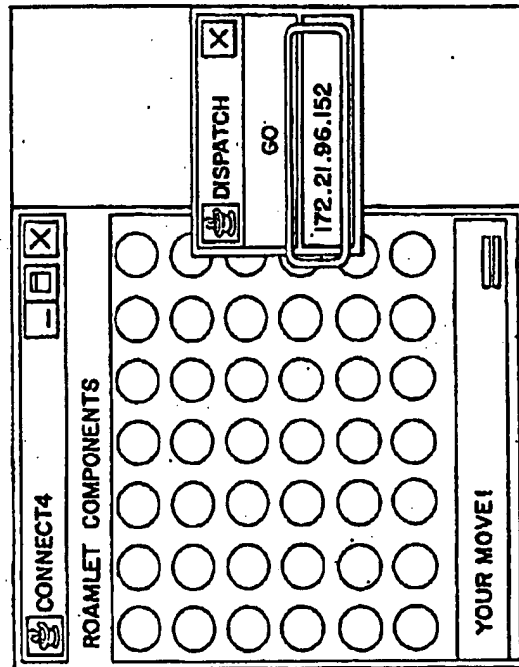 CONNECT4
ROAMLET COMPONENTS
YOUR MOVE!
DISPATCH
GO
172.21.96.152